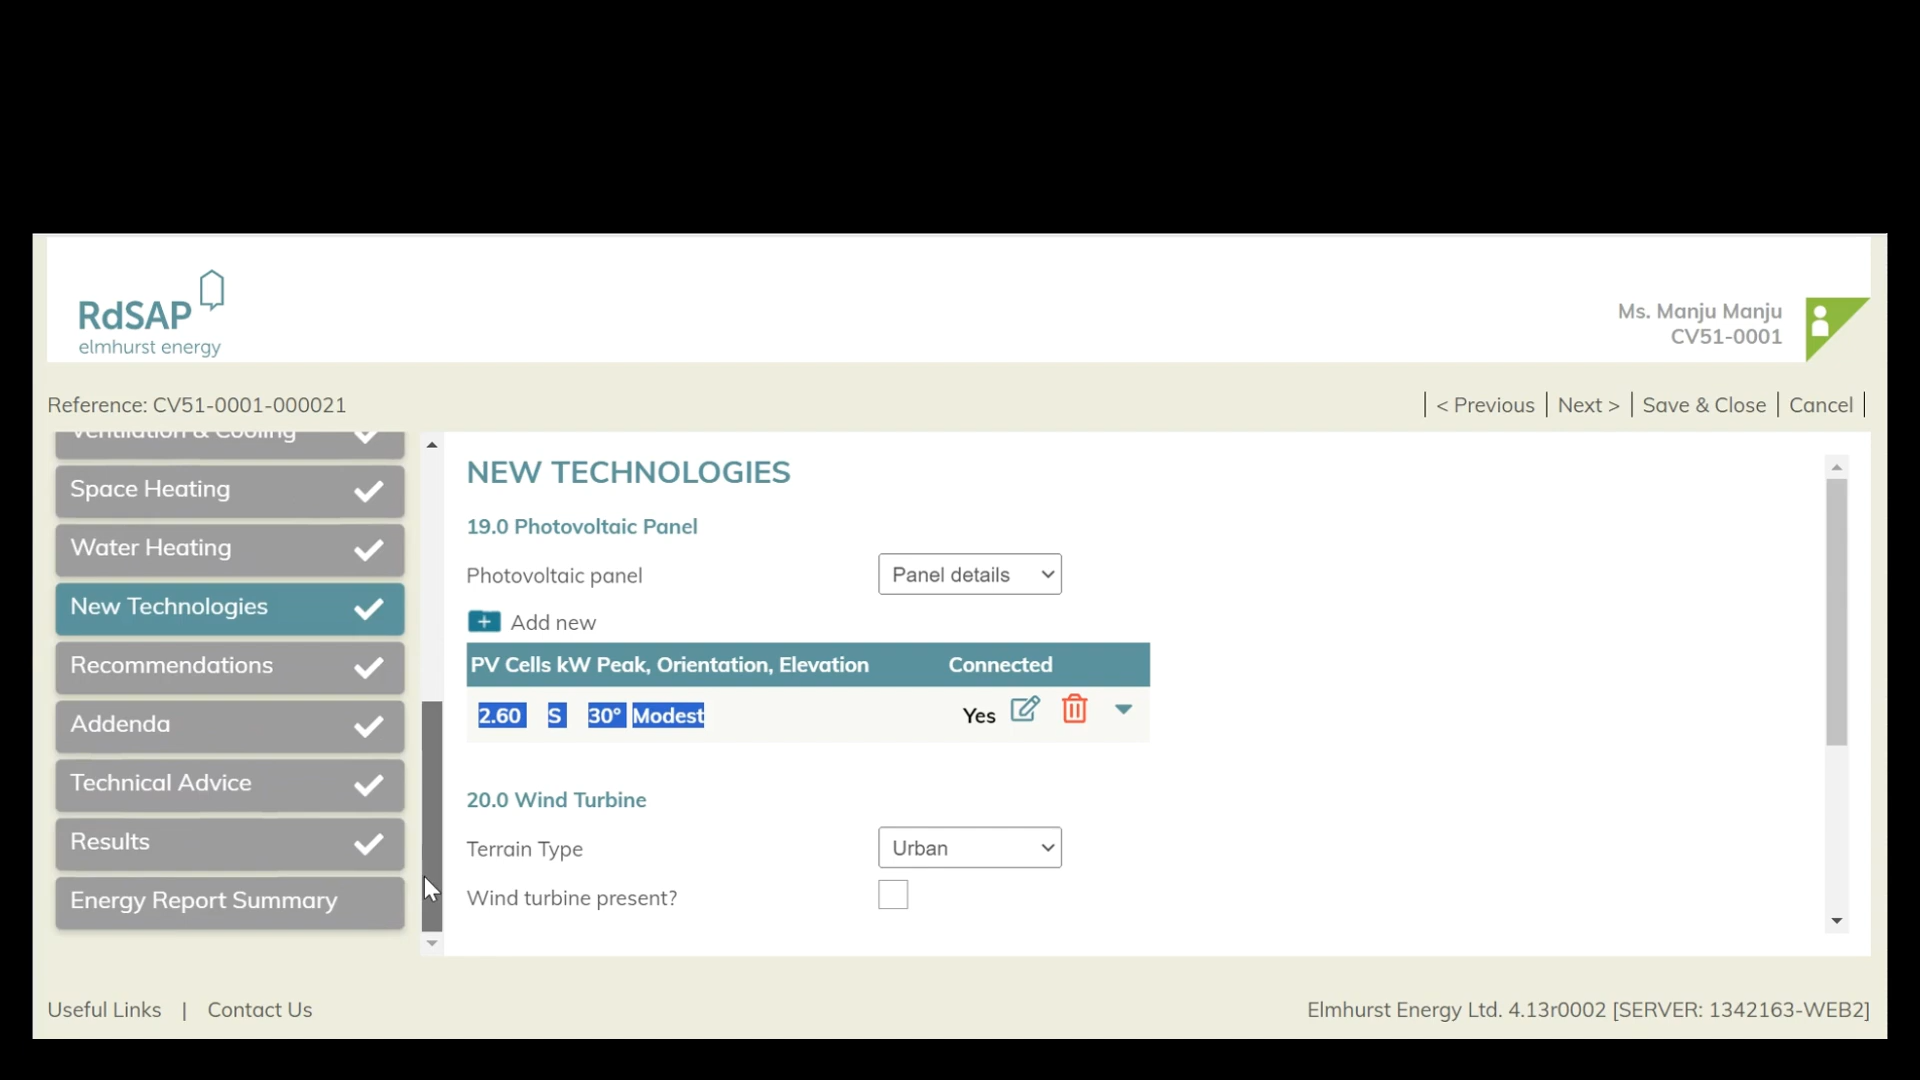 RdSAP
elmhurst energy
Ms. Manju Manju
CV51-0001
Reference: CV51-0001-000021
< Previous | Next > | Save & Close | Cancel |
Ventilation & Cooling
Space Heating
Water Heating
New Technologies
Recommendations
Addenda
Technical Advice
Results
Energy Report Summary
NEW TECHNOLOGIES
19.0 Photovoltaic Panel
Photovoltaic panel Panel details
Add new
PV Cells kW Peak, Orientation, Elevation Connected
2.60 S 30° Modest Yes
20.0 Wind Turbine
Terrain Type Urban
Wind turbine present?
Useful Links | Contact Us
Elmhurst Energy Ltd. 4.13r0002 [SERVER: 1342163-WEB2]